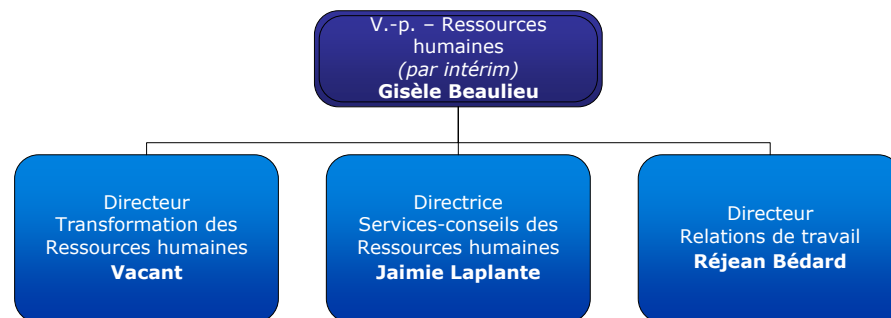 V.-p. – Ressources
humaines
(par intérim)
Gisèle Beaulieu
Directeur
Transformation des
Ressources humaines
Vacant
Directrice
Services-conseils des
Ressources humaines
Jaimie Laplante
Directeur
Relations de travail
Réjean Bédard